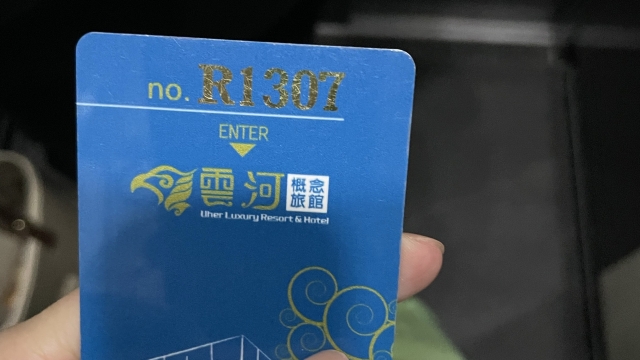 no. R1307
ENTER
雲河 概念旅館
Uher Luxury Resort & Hotel